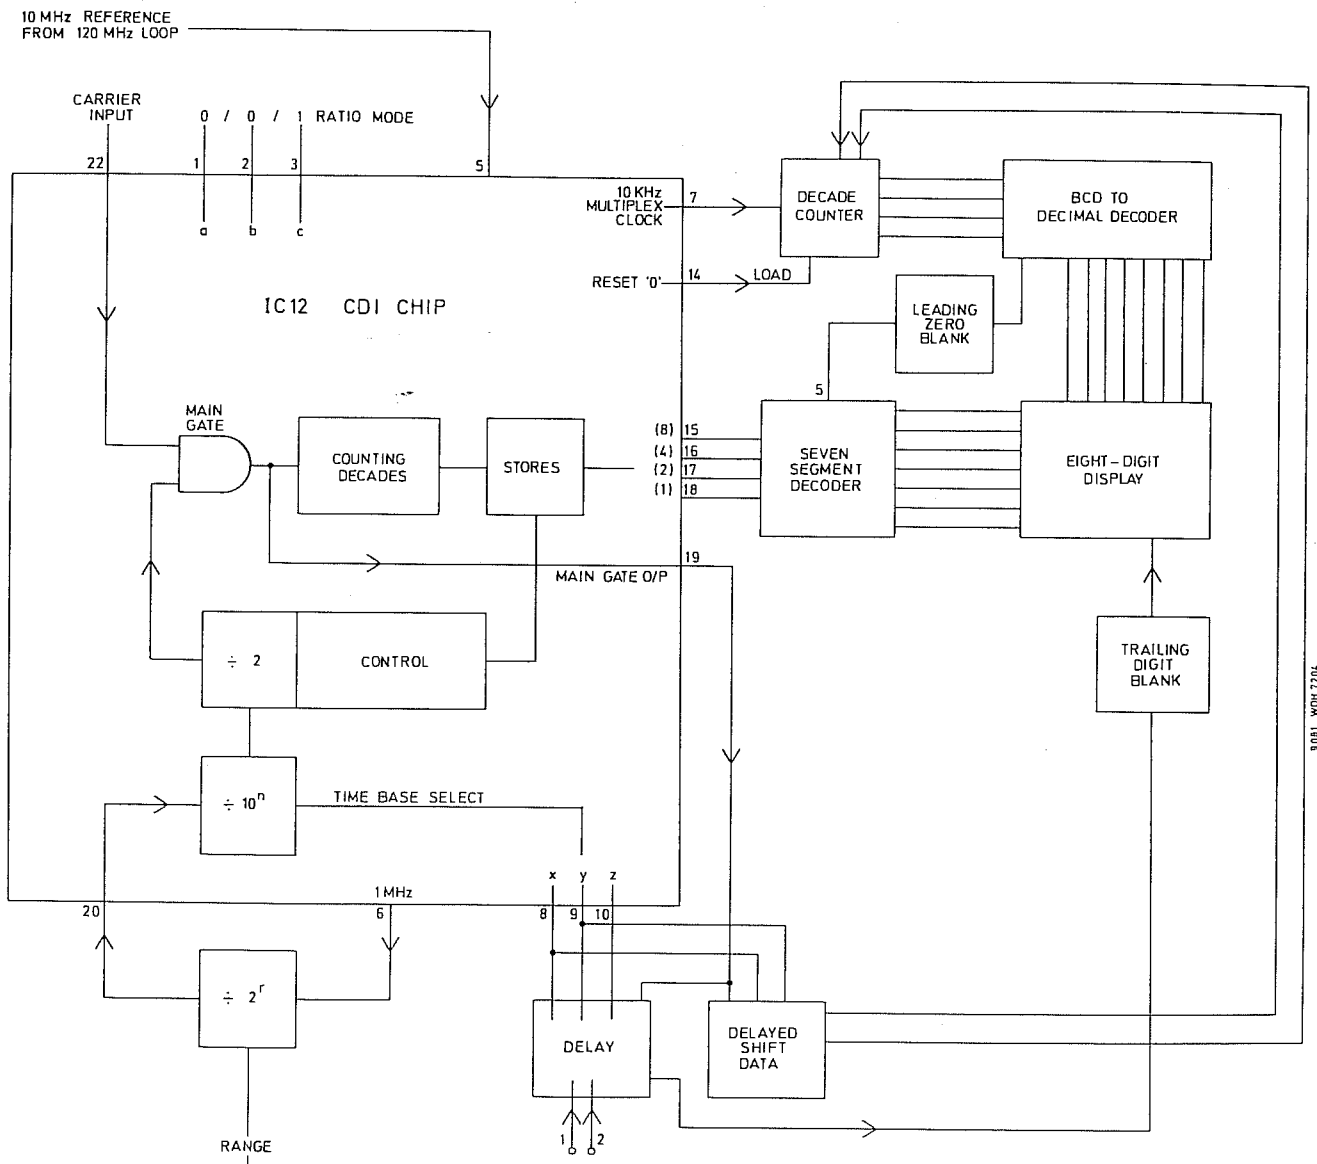 10 MHz REFERENCE
FROM 120 MHz LOOP
CARRIER
INPUT
0 / 0 / 1 RATIO MODE
22
1
2
3
5
a
b
c
10 KHz
MULTIPLEX
CLOCK
7
DECADE
COUNTER
BCD TO
DECIMAL DECODER
RESET '0'
14
LOAD
IC12 CDI CHIP
LEADING
ZERO
BLANK
5
MAIN
GATE
COUNTING
DECADES
STORES
(8) 15
(4) 16
(2) 17
(1) 18
SEVEN
SEGMENT
DECODER
EIGHT-DIGIT
DISPLAY
19
MAIN GATE O/P
÷ 2
CONTROL
TRAILING
DIGIT
BLANK
÷ 10ⁿ
TIME BASE SELECT
x
y
z
1 MHz
20
6
8
9
10
÷ 2ʳ
DELAY
DELAYED
SHIFT
DATA
1
2
RANGE